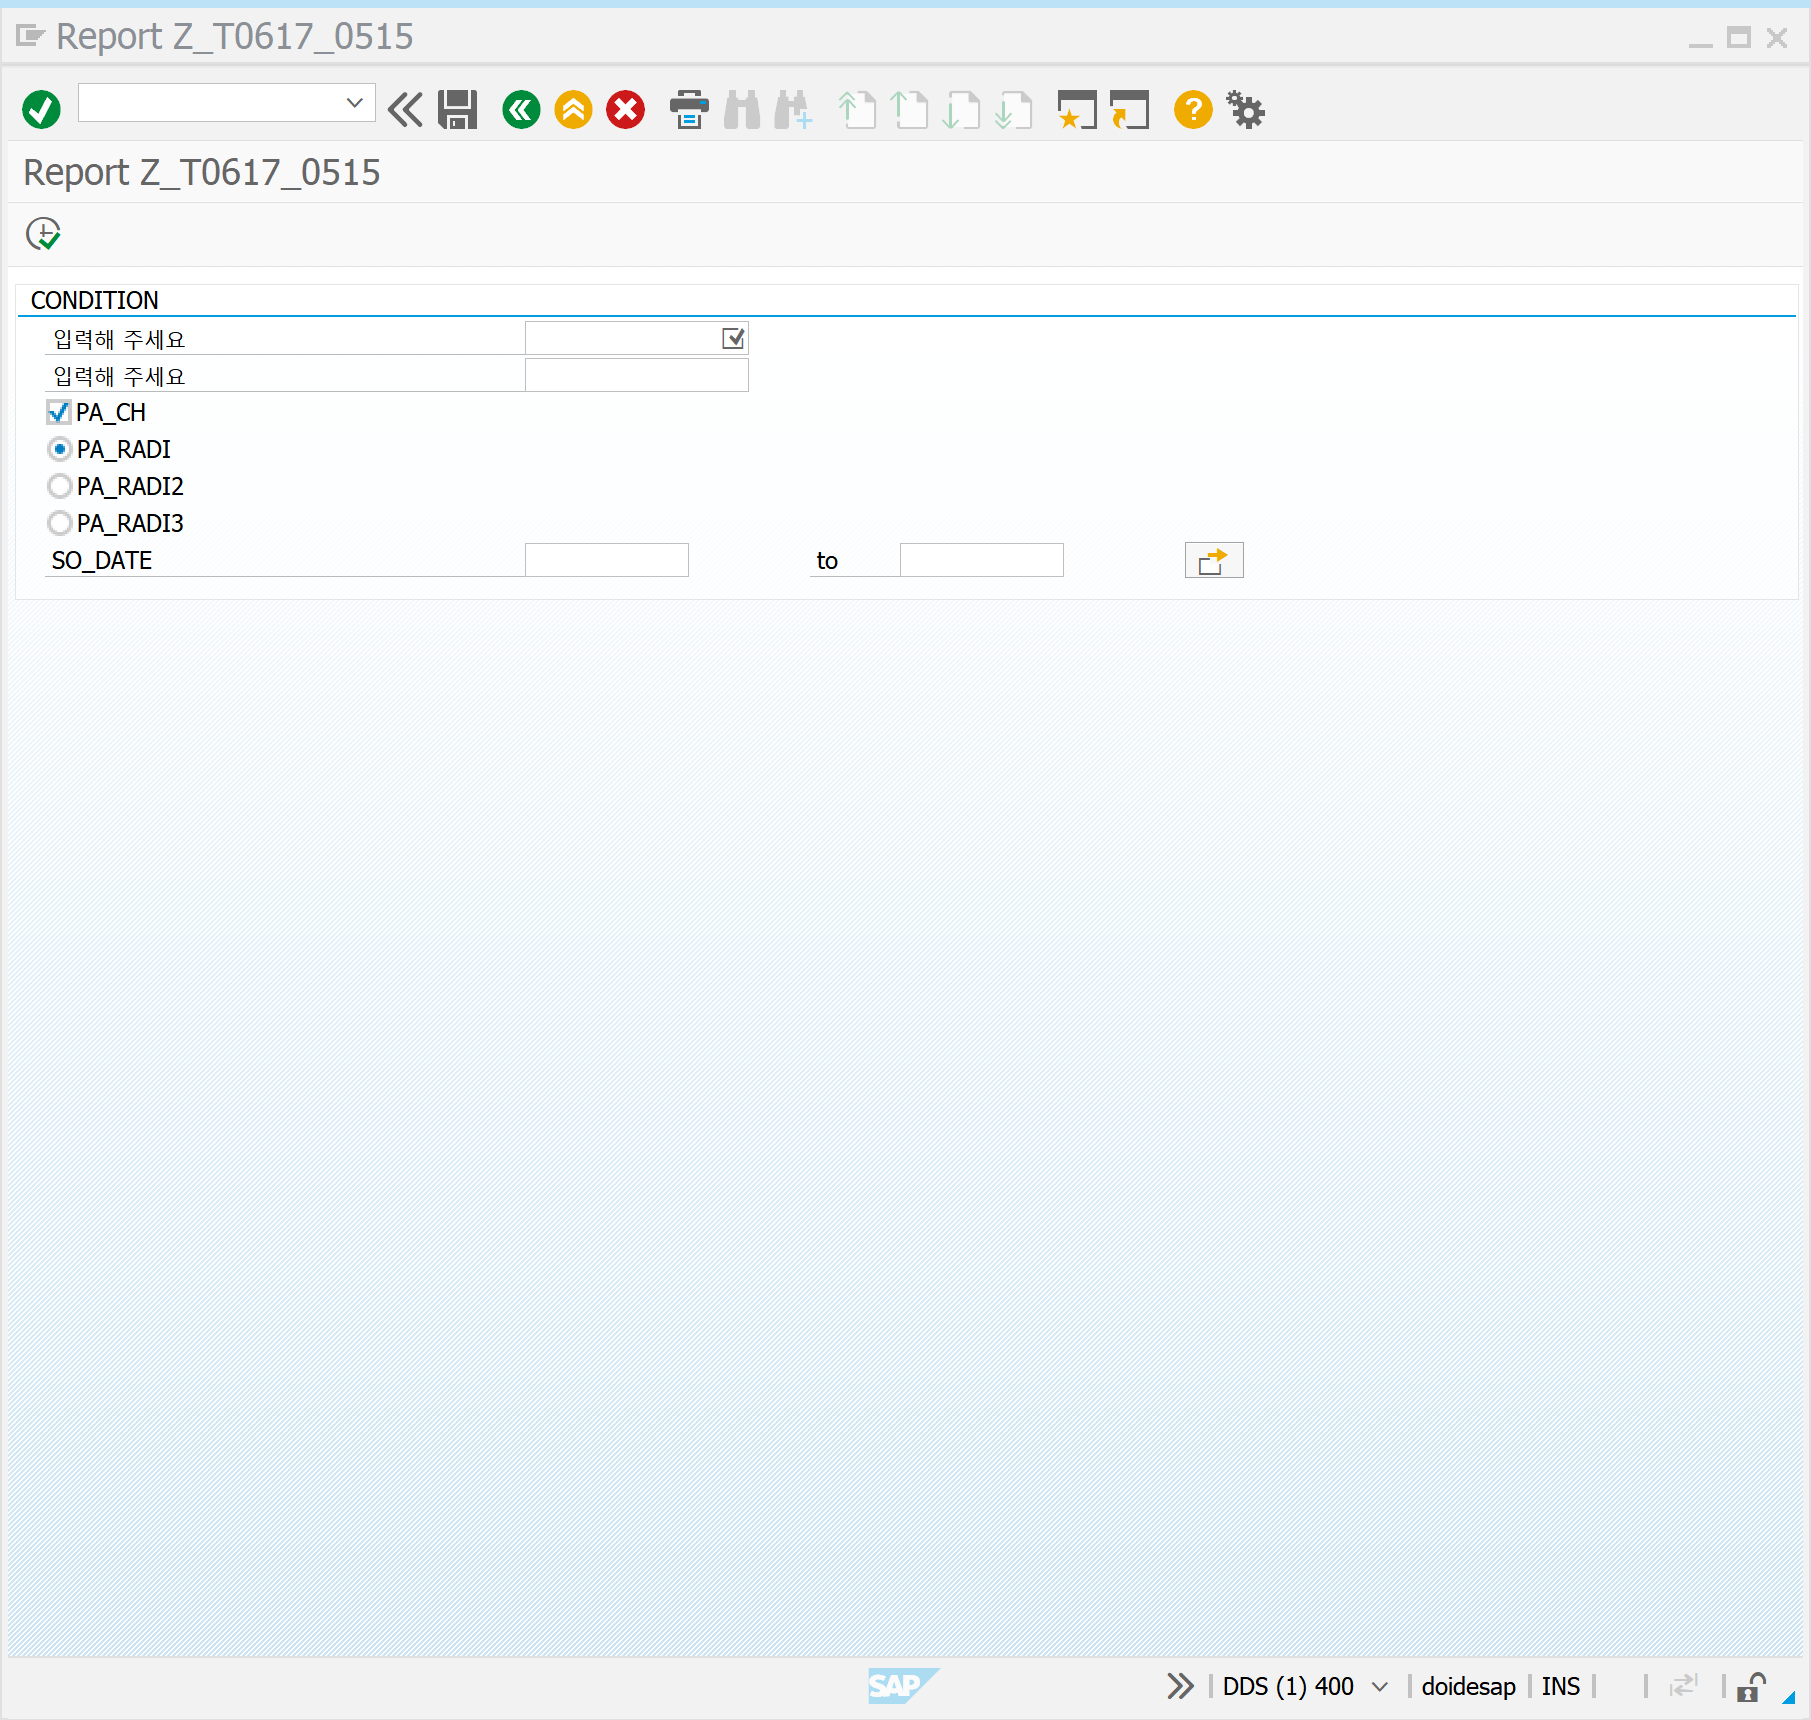 Report Z_T0617_0515
Report Z_T0617_0515
CONDITION
입력해 주세요
입력해 주세요
PA_CH
PA_RADI
PA_RADI2
PA_RADI3
SO_DATE to
SAP DDS (1) 400 doidesap INS